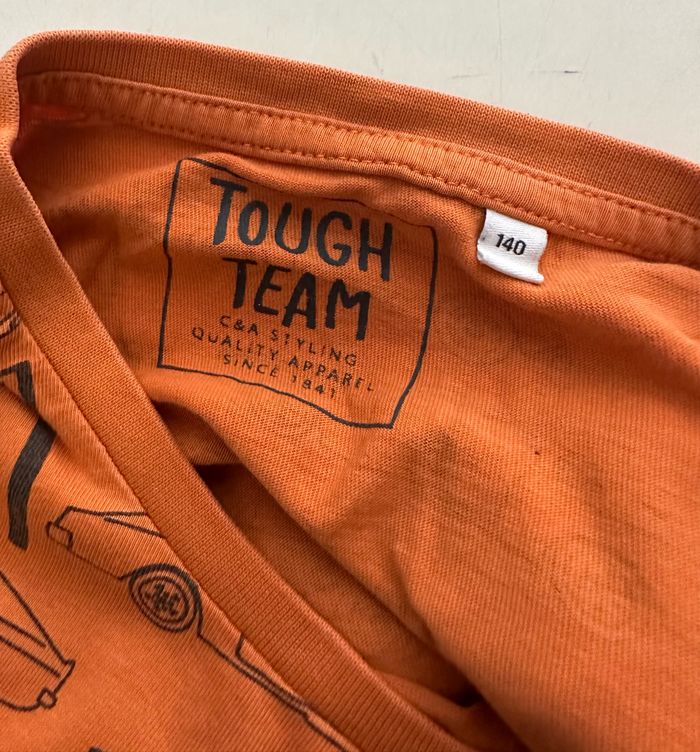 TOUGH
TEAM
C&A STYLING
QUALITY APPAREL
SINCE 1841
140